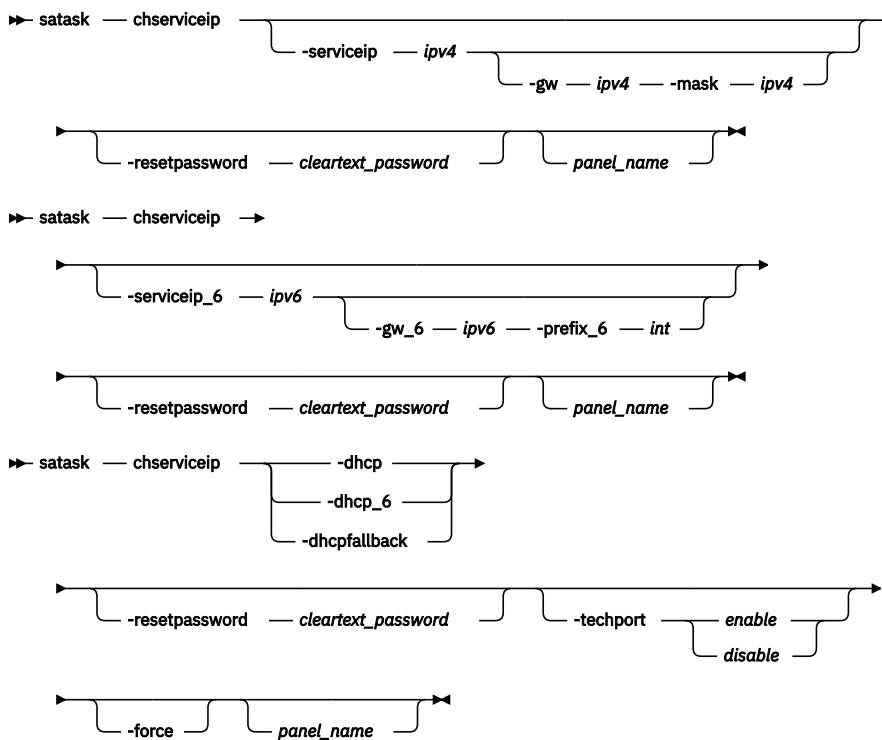 satask chserviceip
-serviceip ipv4
-gw ipv4 -mask ipv4
-resetpassword cleartext_password panel_name
satask chserviceip
-serviceip_6 ipv6
-gw_6 ipv6 -prefix_6 int
-resetpassword cleartext_password panel_name
satask chserviceip -dhcp
-dhcp_6
-dhcpfallback
-resetpassword cleartext_password -techport enable
disable
-force panel_name